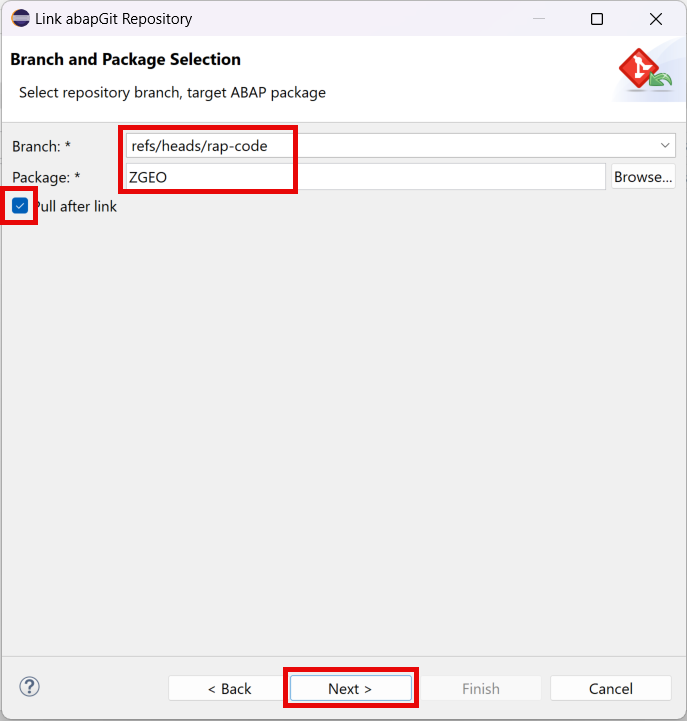 Link abapGit Repository
Branch and Package Selection
Select repository branch, target ABAP package
Branch: * refs/heads/rap-code
Package: * ZGEO Browse...
Pull after link
? < Back Next > Finish Cancel